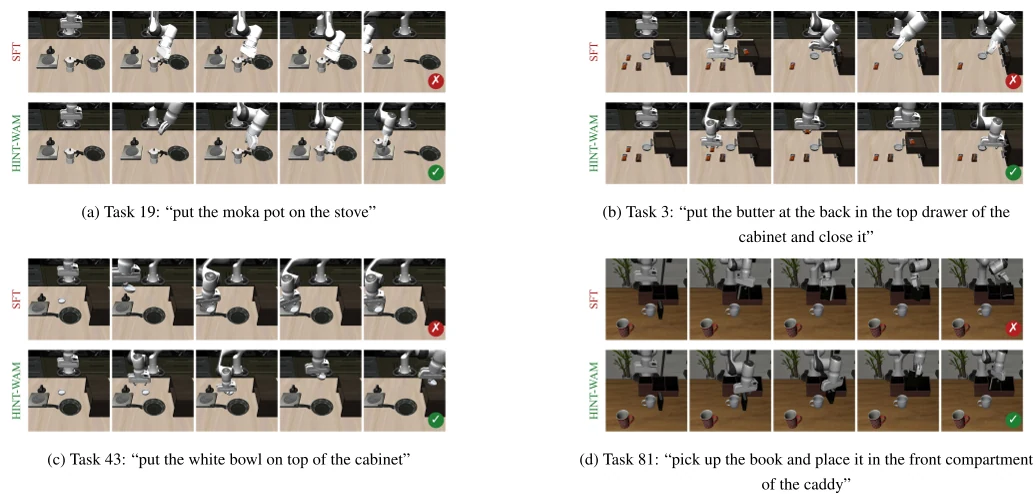 SFT
HINT-WAM
(a) Task 19: “put the moka pot on the stove”
SFT
HINT-WAM
(b) Task 3: “put the butter at the back in the top drawer of the
cabinet and close it”
SFT
HINT-WAM
(c) Task 43: “put the white bowl on top of the cabinet”
SFT
HINT-WAM
(d) Task 81: “pick up the book and place it in the front compartment
of the caddy”